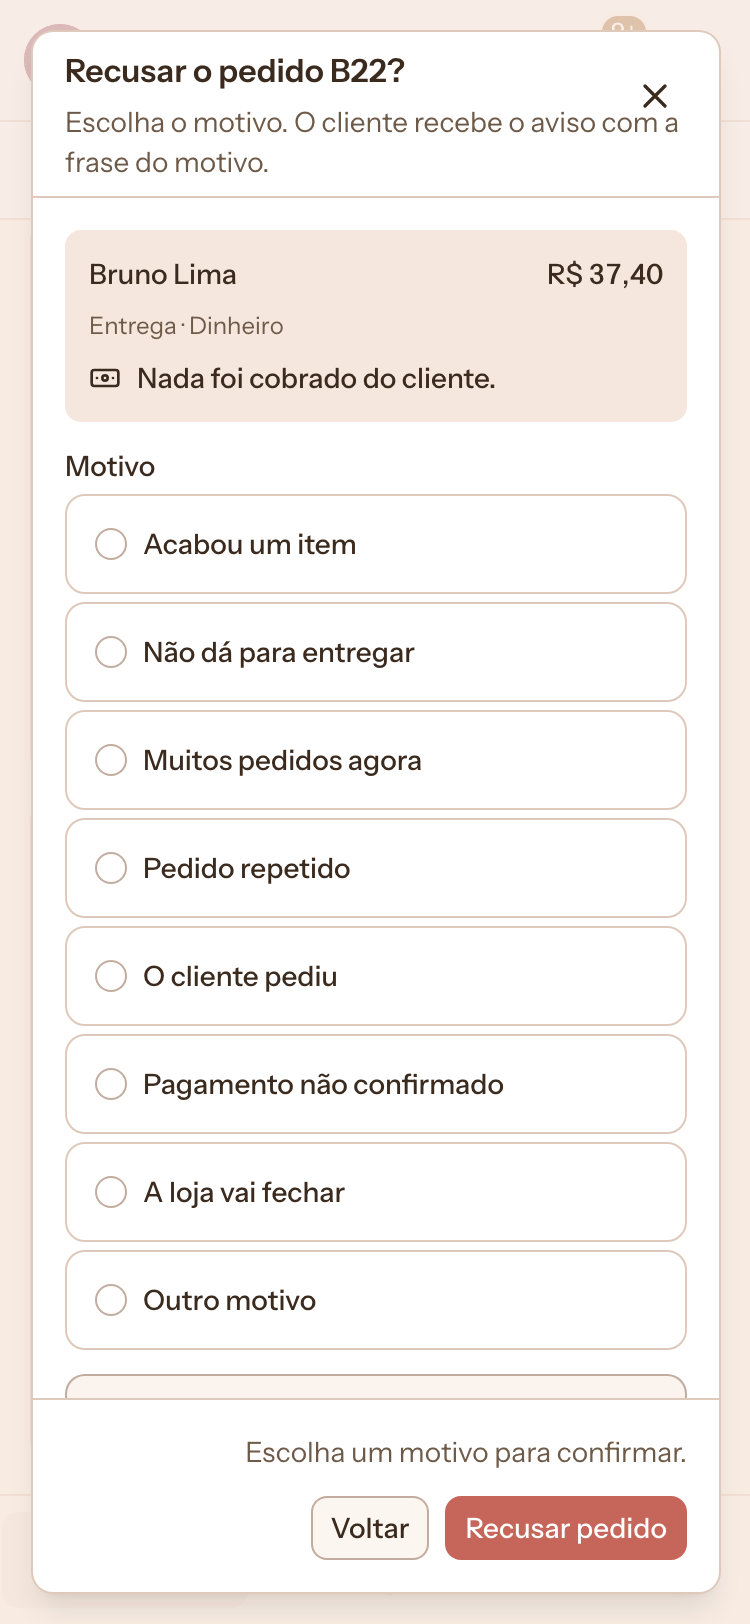 Recusar o pedido B22?
Escolha o motivo. O cliente recebe o aviso com a
frase do motivo.
Bruno Lima R$ 37,40
Entrega · Dinheiro
Nada foi cobrado do cliente.
Motivo
Acabou um item
Não dá para entregar
Muitos pedidos agora
Pedido repetido
O cliente pediu
Pagamento não confirmado
A loja vai fechar
Outro motivo
Escolha um motivo para confirmar.
Voltar Recusar pedido